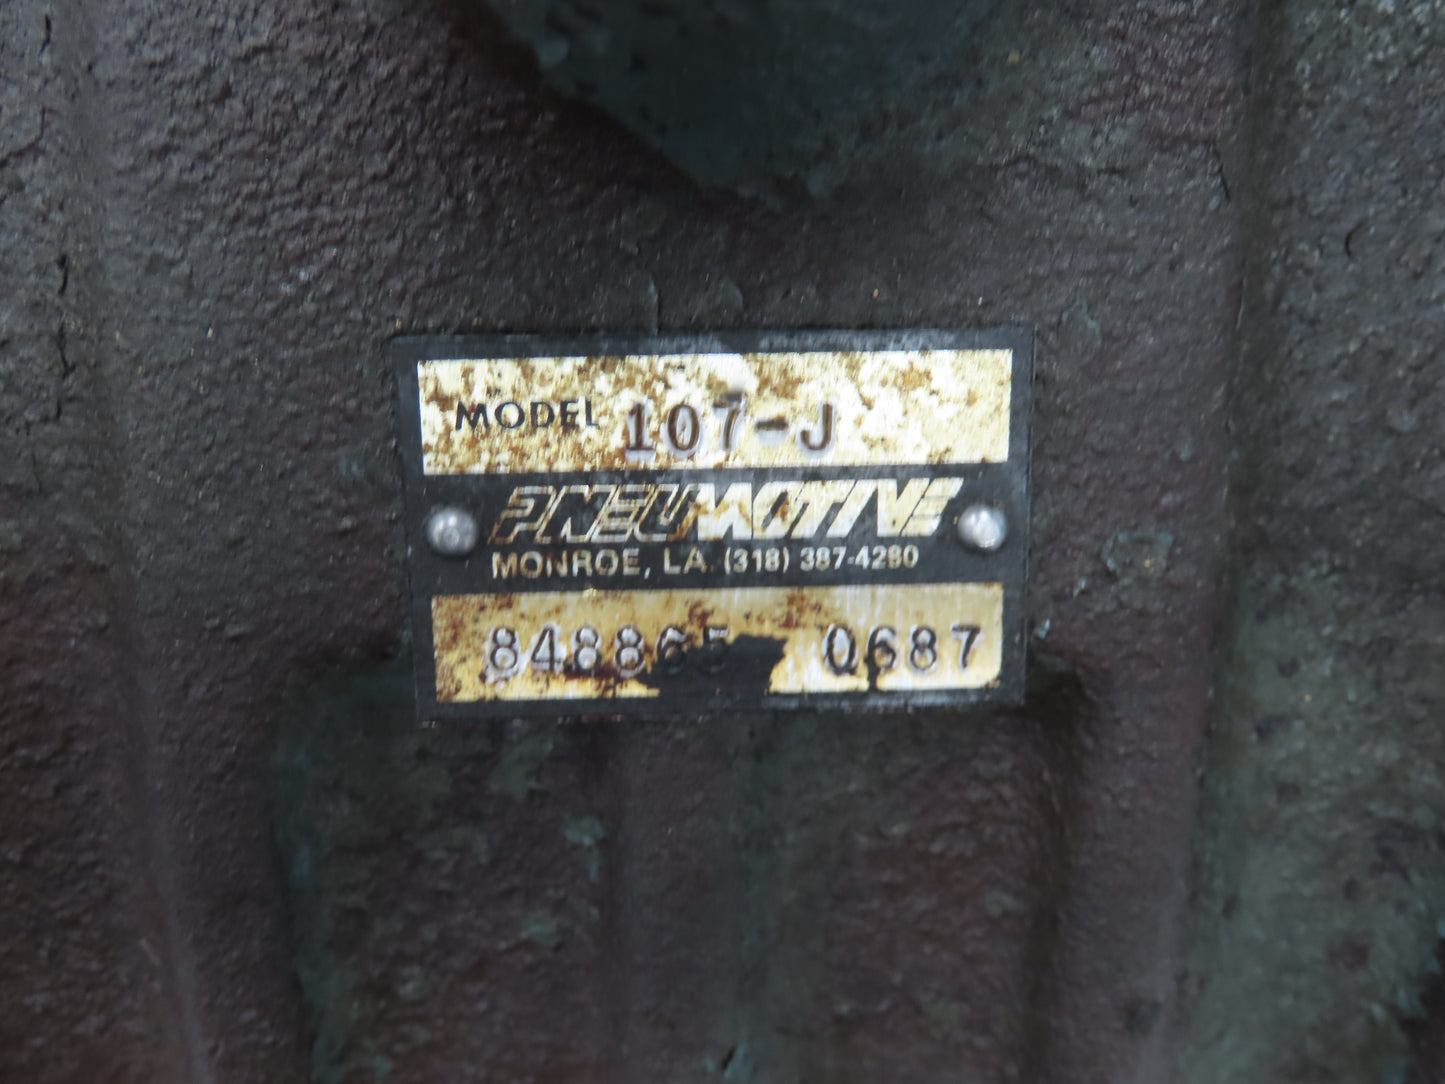 MODEL 107-J
PNEUMOTIVE
MONROE, LA. (318) 387-4280
848865 0687